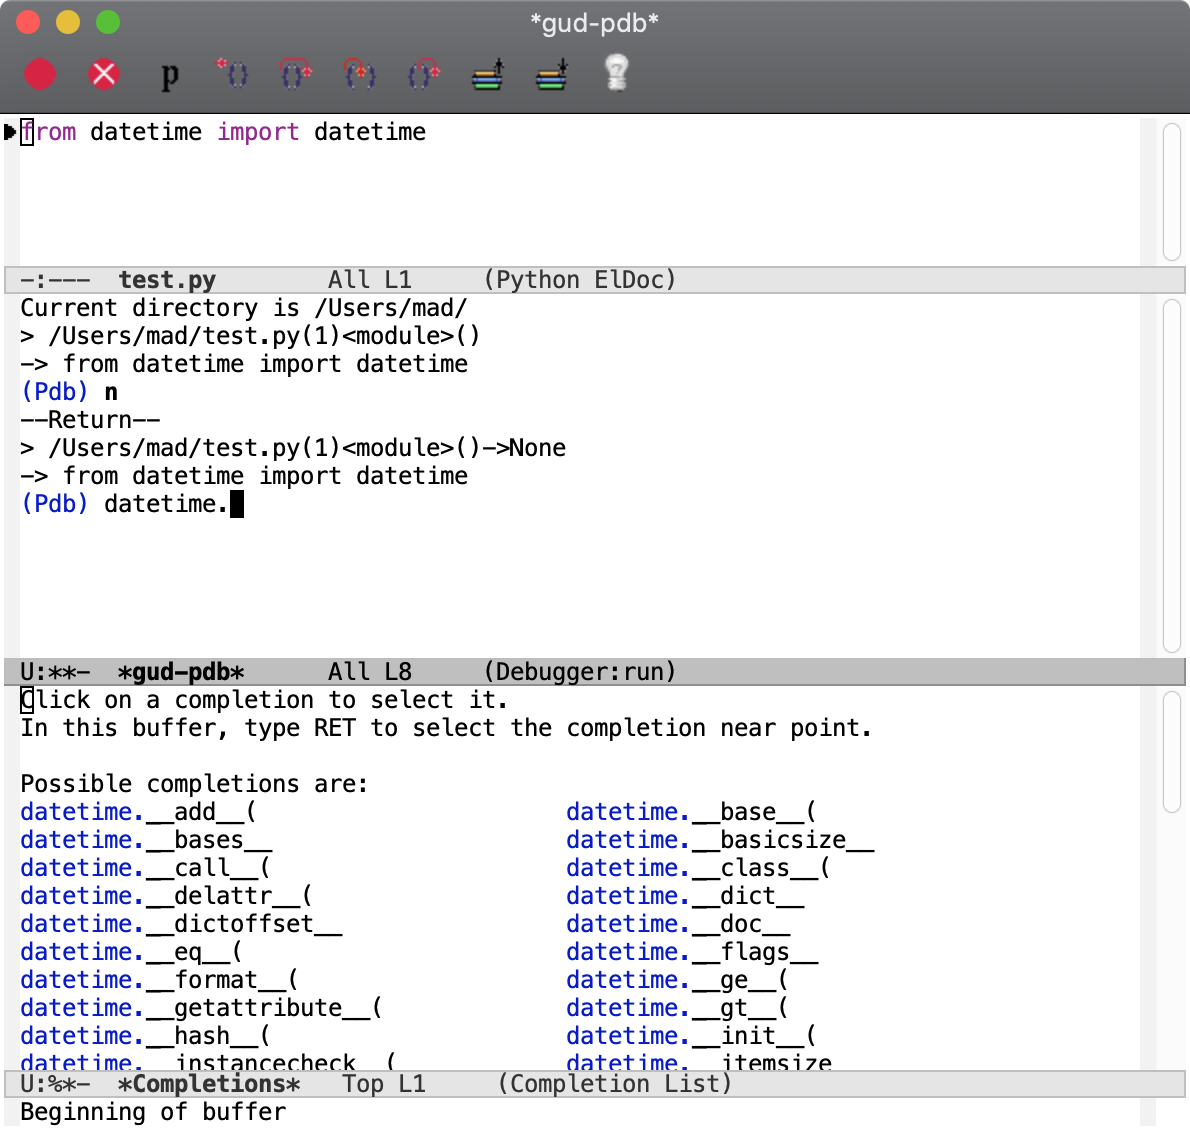 *gud-pdb*
p
from datetime import datetime
-:--- test.py All L1 (Python ElDoc)
Current directory is /Users/mad/
> /Users/mad/test.py(1)<module>()
-> from datetime import datetime
(Pdb) n
--Return--
> /Users/mad/test.py(1)<module>()->None
-> from datetime import datetime
(Pdb) datetime.
U:**- *gud-pdb* All L8 (Debugger:run)
Click on a completion to select it.
In this buffer, type RET to select the completion near point.
Possible completions are:
datetime.__add__( datetime.__base__(
datetime.__bases__ datetime.__basicsize__
datetime.__call__( datetime.__class__(
datetime.__delattr__( datetime.__dict__
datetime.__dictoffset__ datetime.__doc__
datetime.__eq__( datetime.__flags__
datetime.__format__( datetime.__ge__(
datetime.__getattribute__( datetime.__gt__(
datetime.__hash__( datetime.__init__(
datetime.__instancecheck__( datetime.__itemsize__
U:%*- *Completions* Top L1 (Completion List)
Beginning of buffer